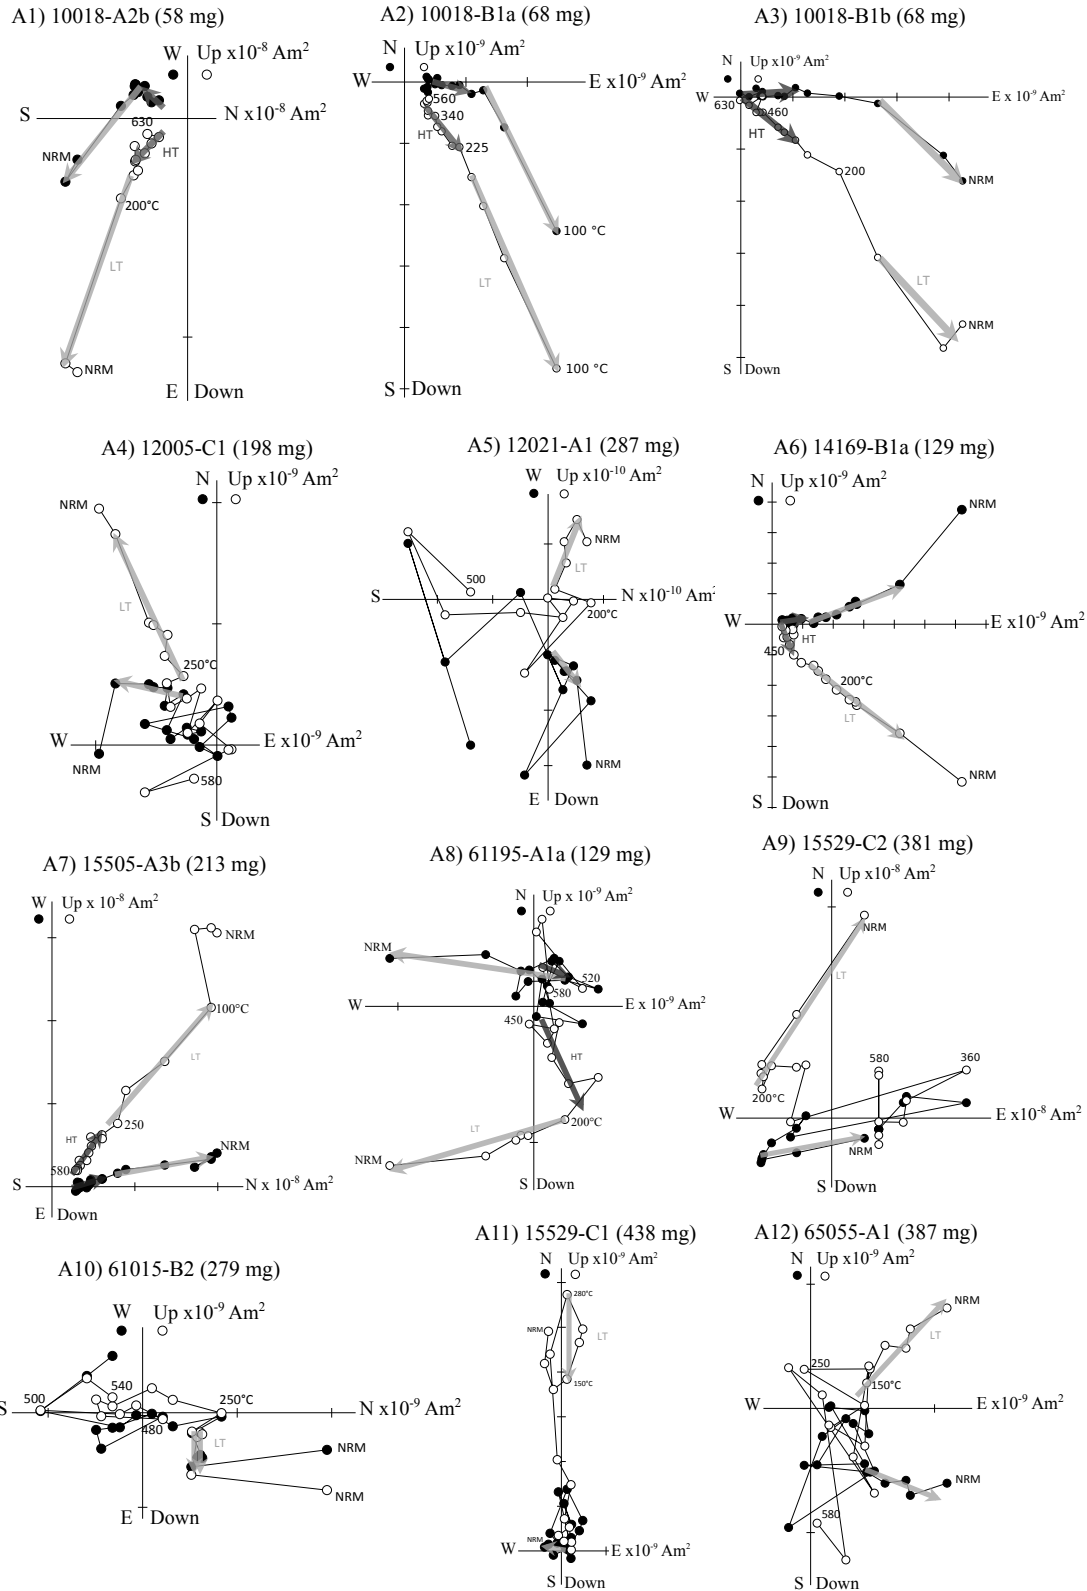 A1) 10018-A2b (58 mg)
W Up x10⁻⁸ Am²
S N x10⁻⁸ Am²
630
HT
NRM
200°C
LT
NRM
E Down
A2) 10018-B1a (68 mg)
N Up x10⁻⁹ Am²
W E x10⁻⁹ Am²
560
340
HT
225
100 °C
LT
100 °C
S Down
A3) 10018-B1b (68 mg)
N Up x10⁻⁹ Am²
W E x10⁻⁹ Am²
630 460
HT
200
NRM
LT
NRM
S Down
A4) 12005-C1 (198 mg)
N Up x10⁻⁹ Am²
NRM
LT
250°C
W E x10⁻⁹ Am²
NRM
580
S Down
A5) 12021-A1 (287 mg)
W Up x10⁻¹⁰ Am²
NRM
LT
500
S N x10⁻¹⁰ Am²
200°C
NRM
E Down
A6) 14169-B1a (129 mg)
N Up x10⁻⁹ Am²
NRM
W E x10⁻⁹ Am²
HT
450
200°C
LT
NRM
S Down
A7) 15505-A3b (213 mg)
W Up x 10⁻⁸ Am²
NRM
100°C
LT
250
HT
NRM
580
S N x 10⁻⁸ Am²
E Down
A8) 61195-A1a (129 mg)
N Up x 10⁻⁹ Am²
NRM
520
580
W E x 10⁻⁹ Am²
450
HT
200°C
LT
NRM
S Down
A9) 15529-C2 (381 mg)
N Up x10⁻⁸ Am²
NRM
LT
580 360
200°C
W E x10⁻⁸ Am²
NRM
S Down
A10) 61015-B2 (279 mg)
W Up x10⁻⁹ Am²
540
500 250°C
S N x10⁻⁹ Am²
480
LT
NRM
NRM
E Down
A11) 15529-C1 (438 mg)
N Up x10⁻⁹ Am²
280°C
NRM LT
150°C
NRM
W E x10⁻⁹ Am²
S Down
A12) 65055-A1 (387 mg)
N Up x10⁻⁹ Am²
NRM
LT
250
150°C
W E x10⁻⁹ Am²
NRM
580
S Down